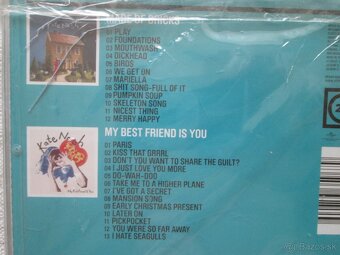 MADE OF BRICKS
01 PLAY
02 FOUNDATIONS
03 MOUTHWASH
04 DICKHEAD
05 BIRDS
06 WE GET ON
07 MARIELLA
08 SHIT SONG-FULL OF IT
09 PUMPKIN SOUP
10 SKELETON SONG
11 NICEST THING
12 MERRY HAPPY
Kate Nash
MY BEST FRIEND IS YOU
01 PARIS
02 KISS THAT GRRRL
03 DON'T YOU WANT TO SHARE THE GUILT?
04 I JUST LOVE YOU MORE
05 DO-WAH-DOO
06 TAKE ME TO A HIGHER PLANE
07 I'VE GOT A SECRET
08 MANSION SONG
09 EARLY CHRISTMAS PRESENT
10 LATER ON
11 PICKPOCKET
12 YOU WERE SO FAR AWAY
13 I HATE SEAGULLS
bazos.sk